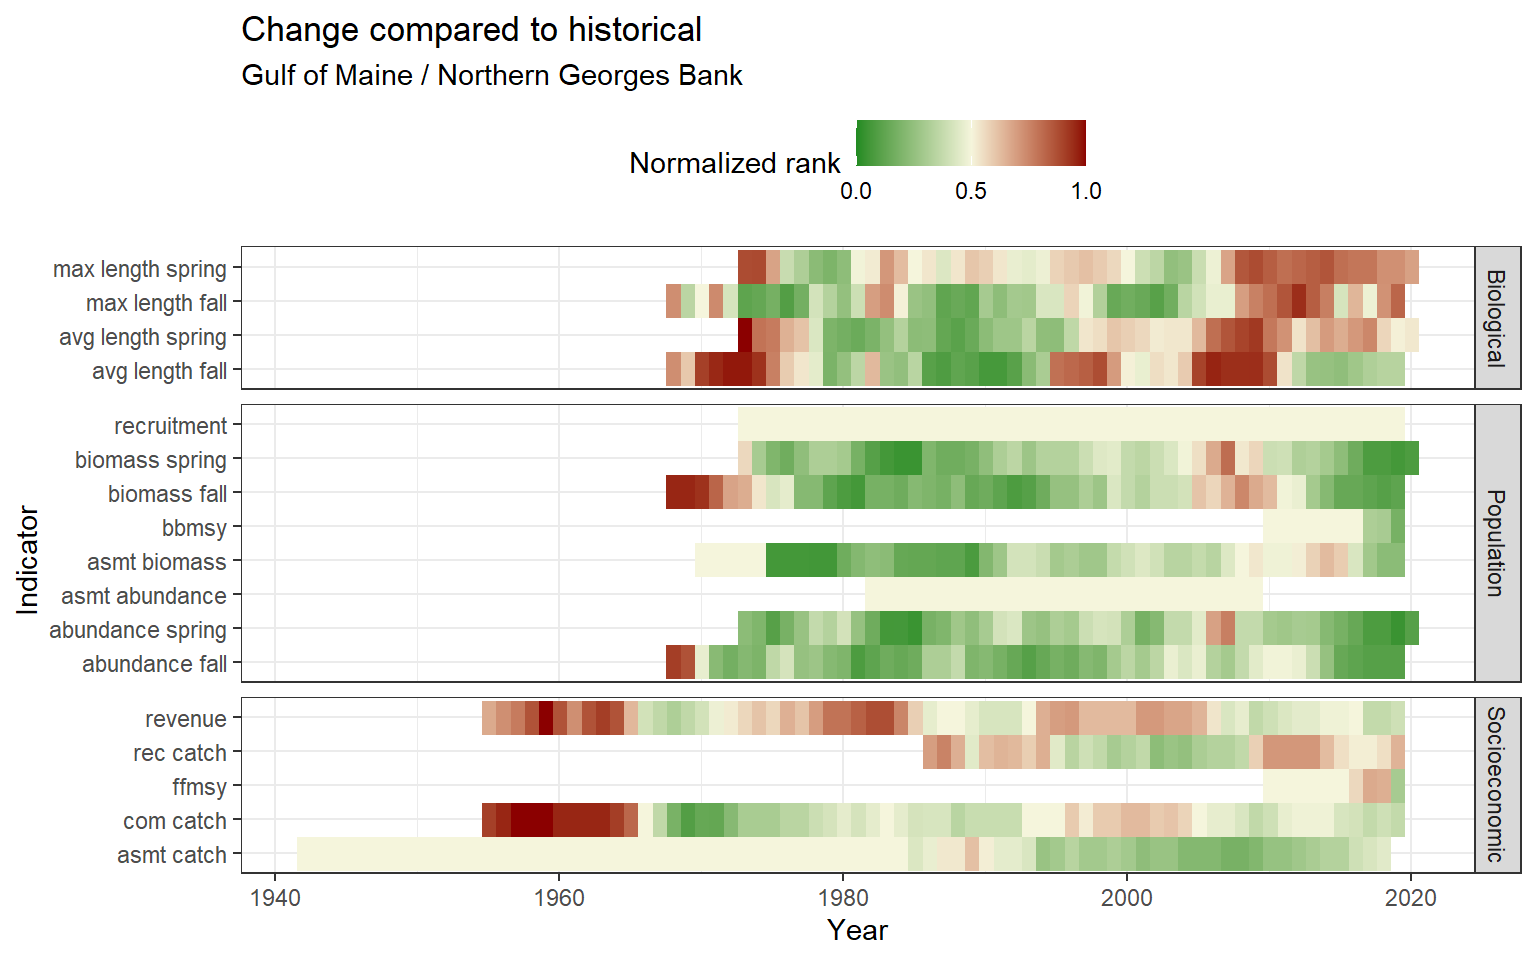 Change compared to historical
Gulf of Maine / Northern Georges Bank
Normalized rank
0.0 0.5 1.0
Indicator
max length spring
max length fall
avg length spring
avg length fall
Biological
recruitment
biomass spring
biomass fall
bbmsy
asmt biomass
asmt abundance
abundance spring
abundance fall
Population
revenue
rec catch
ffmsy
com catch
asmt catch
Socioeconomic
1940 1960 1980 2000 2020
Year